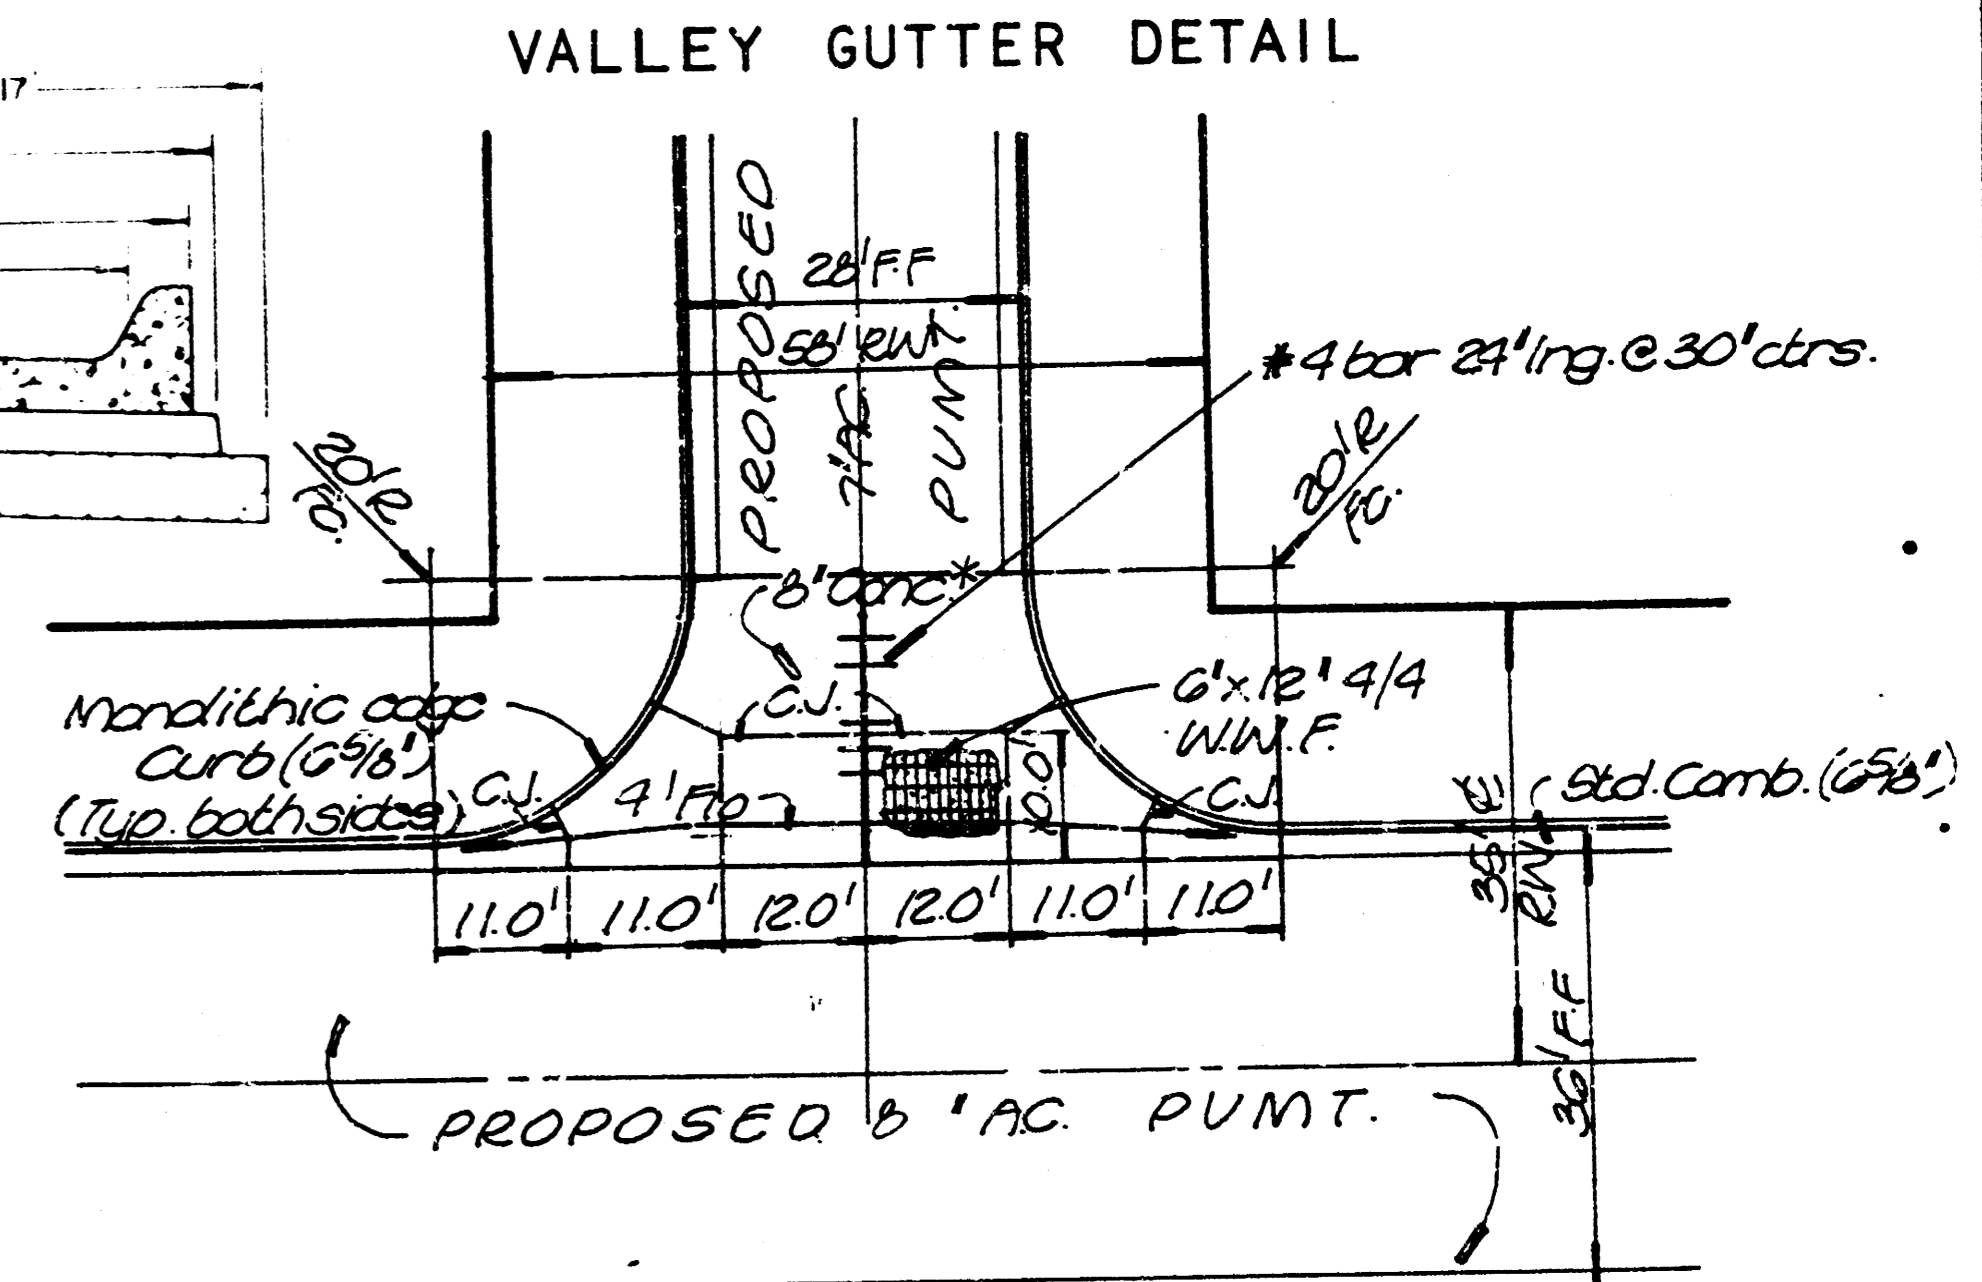 VALLEY GUTTER DETAIL
17
PROPOSED
7"AC
PVMT.
28'F.F
58' RW
#4 bar 24"lng. @ 30"ctrs.
20'R
F.C.
20'R
F.C.
8"Conc.*
C.J.
6"x12" 4/4
W.W.F.
Monolithic edge
Curb (6 5/8")
(Typ. both sides)
C.J.
4'
10.0'
C.J.
Std. Comb. (6 5/8")
35'
RW
11.0' 11.0' 12.0' 12.0' 11.0' 11.0'
36'F.F
PROPOSED 8" A.C. PVMT.